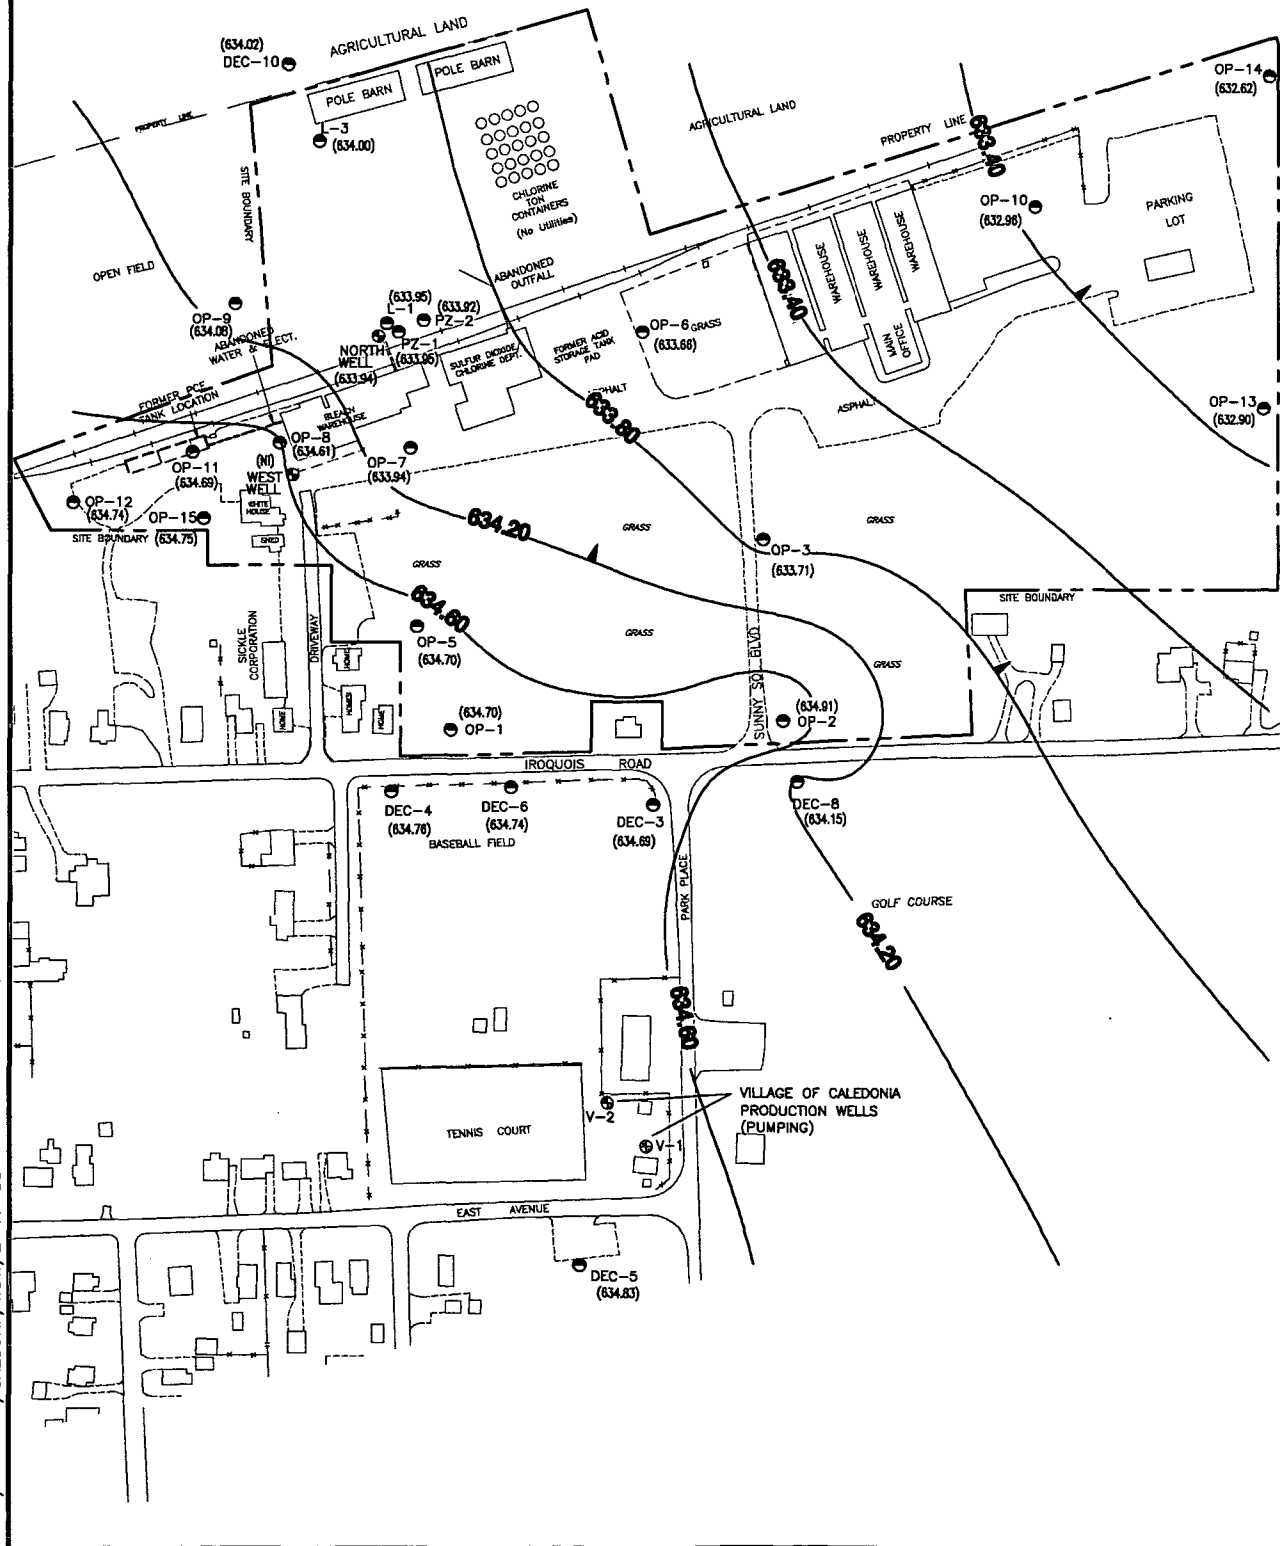 AGRICULTURAL LAND
(634.02)
DEC-10
POLE BARN
POLE BARN
OP-14
(632.62)
PROPERTY LINE
L-3
(634.00)
AGRICULTURAL LAND
PROPERTY LINE
633.40
SITE BOUNDARY
CHLORINE
TON
CONTAINERS
(No Utilities)
OP-10
(632.96)
PARKING
LOT
OPEN FIELD
ABANDONED
OUTFALL
633.40
WAREHOUSE
WAREHOUSE
WAREHOUSE
MAIN
OFFICE
OP-9
(634.08)
(633.95)
L-1
(633.92)
PZ-2
PZ-1
(633.95)
NORTH
WELL
(633.94)
ABANDONED
WATER & ELECT.
SULFUR DIOXIDE
CHLORINE DEPT.
FORMER ACID
STORAGE TANK
PAD
OP-6
(633.66)
GRASS
ASPHALT
ASPHALT
633.80
OP-13
(632.90)
FORMER PCE
TANK LOCATION
BLEACH
WAREHOUSE
OP-8
(634.61)
OP-11
(634.69)
(NI)
WEST
WELL
OP-7
(633.94)
OP-12
(634.74)
OP-15
(634.75)
WHITE
HOUSE
SHED
SITE BOUNDARY
634.20
GRASS
GRASS
OP-3
(633.71)
GRASS
634.60
SITE BOUNDARY
OP-5
(634.70)
GRASS
GRASS
SICKLE
CORPORATION
DRIVEWAY
HOME
HOMES
HOME
HOME
SUNNY SOL BLVD
(634.70)
OP-1
(634.91)
OP-2
IROQUOIS ROAD
DEC-4
(634.76)
DEC-6
(634.74)
DEC-3
(634.69)
DEC-8
(634.15)
BASEBALL FIELD
PARK PLACE
GOLF COURSE
634.20
634.60
VILLAGE OF CALEDONIA
PRODUCTION WELLS
(PUMPING)
V-2
V-1
TENNIS COURT
EAST AVENUE
DEC-5
(634.83)